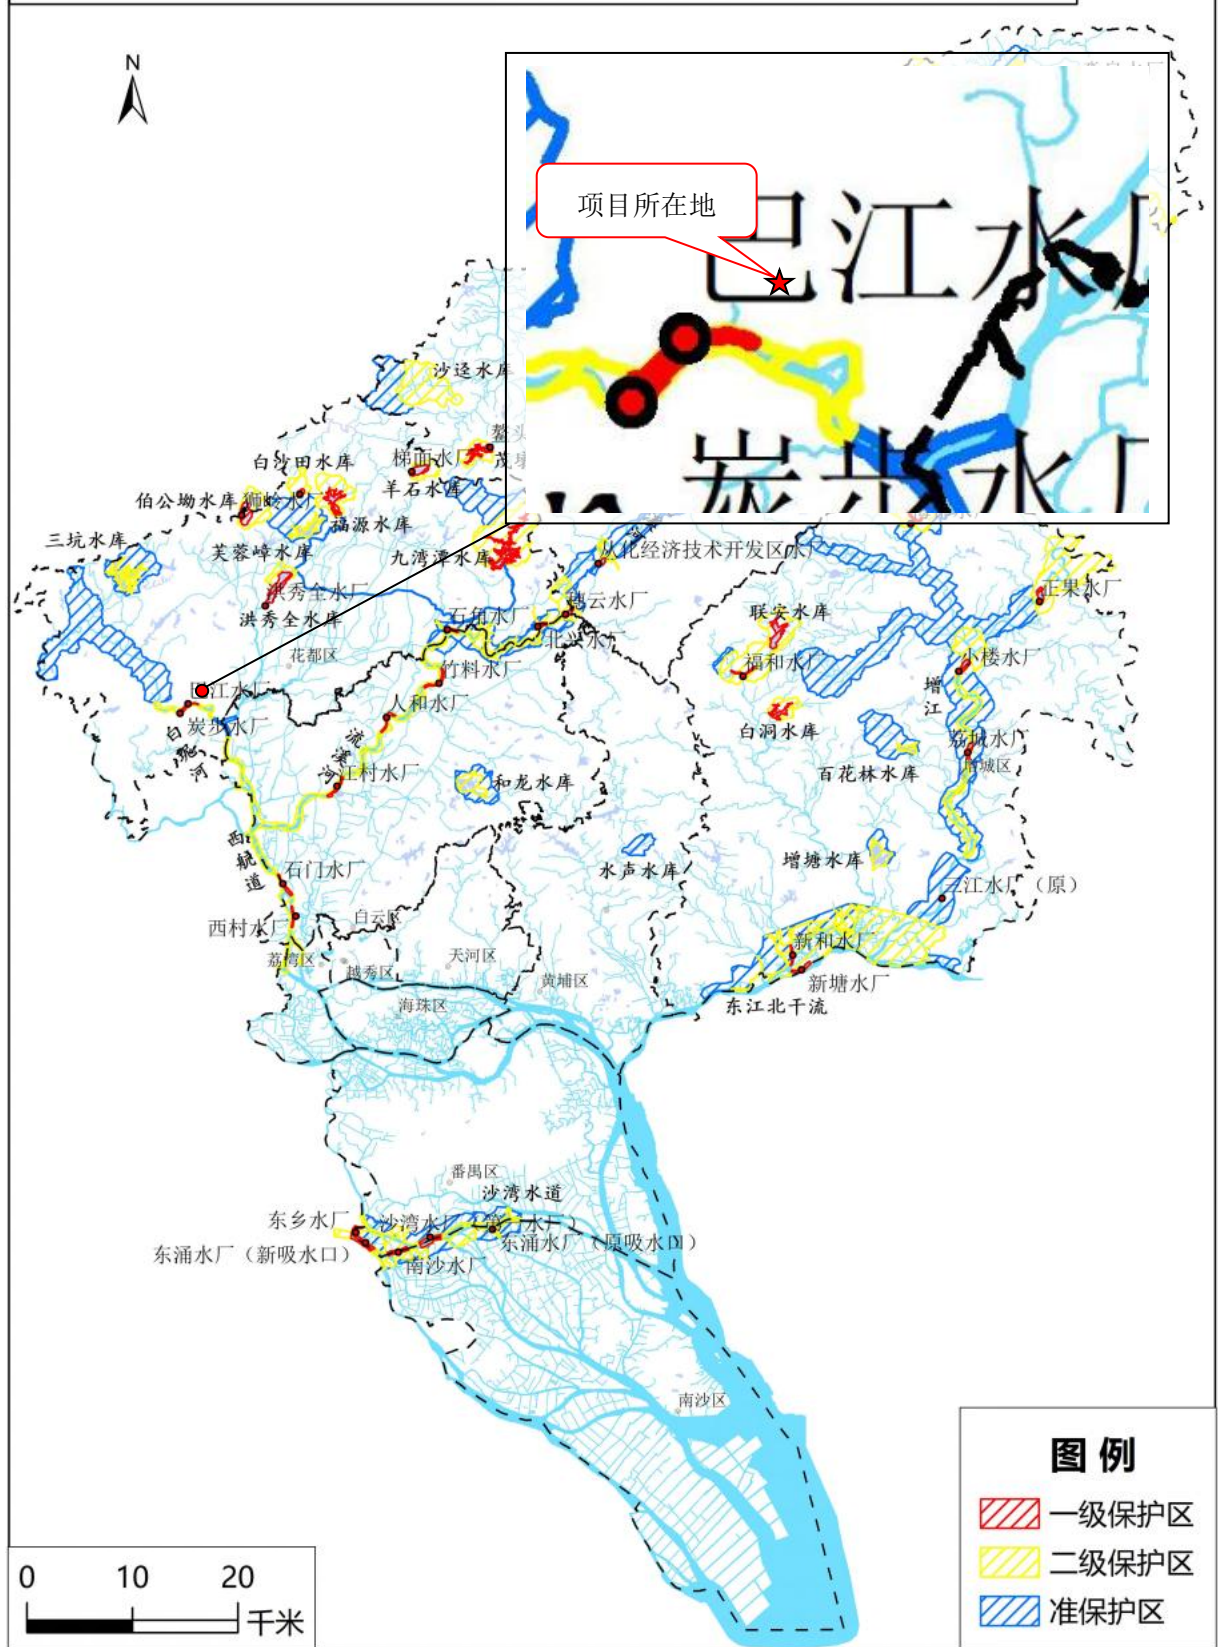 N
项目所在地
巴江水厂
炭步水厂
沙迳水库
白沙田水库
梯面水厂
羊石水库
伯公坳水库
狮岭水厂
福源水库
三坑水库
芙蓉嶂水库
九湾潭水库
从化经济技术开发区水厂
洪秀全水厂
洪秀全水库
石角水厂
穗云水厂
北兴水厂
联安水库
正果水厂
花都区
竹料水厂
福和水厂
小楼水厂
巴江水厂
人和水厂
增江
炭步水厂
白坭河
流溪河
白洞水库
荔城水厂
增城区
江村水厂
和龙水库
百花林水库
西航道
石门水厂
水声水库
增塘水库
三江水厂（原）
西村水厂
白云区
新和水厂
荔湾区
越秀区
天河区
黄埔区
新塘水厂
海珠区
东江北干流
番禺区
沙湾水道
东乡水厂
东涌水厂（原吸水口）
东涌水厂（新吸水口）
南沙水厂
南沙区
图 例
一级保护区
二级保护区
准保护区
0 10 20
千米